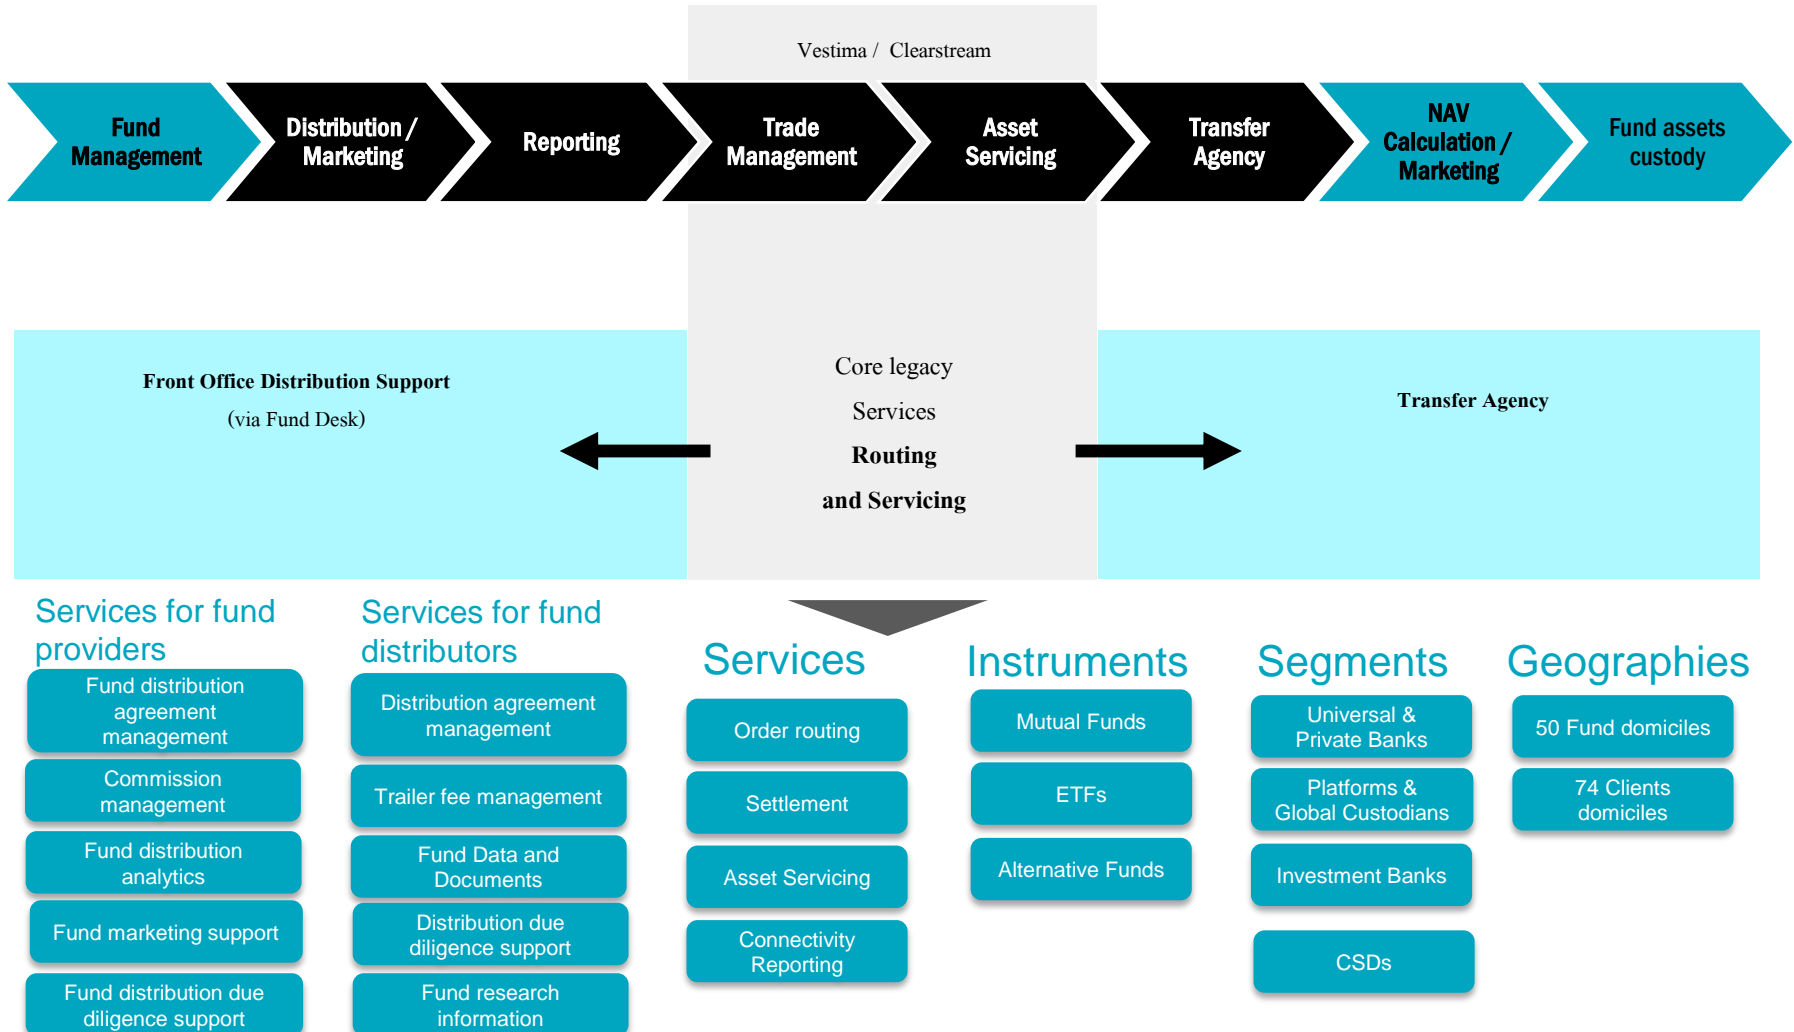 Vestima / Clearstream
Fund
Management
Distribution /
Marketing
Reporting
Trade
Management
Asset
Servicing
Transfer
Agency
NAV
Calculation /
Marketing
Fund assets
custody
Front Office Distribution Support
(via Fund Desk)
Core legacy
Services
Routing
and Servicing
Transfer Agency
Services for fund
providers
Fund distribution
agreement
management
Commission
management
Fund distribution
analytics
Fund marketing support
Fund distribution due
diligence support
Services for fund
distributors
Distribution agreement
management
Trailer fee management
Fund Data and
Documents
Distribution due
diligence support
Fund research
information
Services
Order routing
Settlement
Asset Servicing
Connectivity
Reporting
Instruments
Mutual Funds
ETFs
Alternative Funds
Segments
Universal &
Private Banks
Platforms &
Global Custodians
Investment Banks
CSDs
Geographies
50 Fund domiciles
74 Clients
domiciles